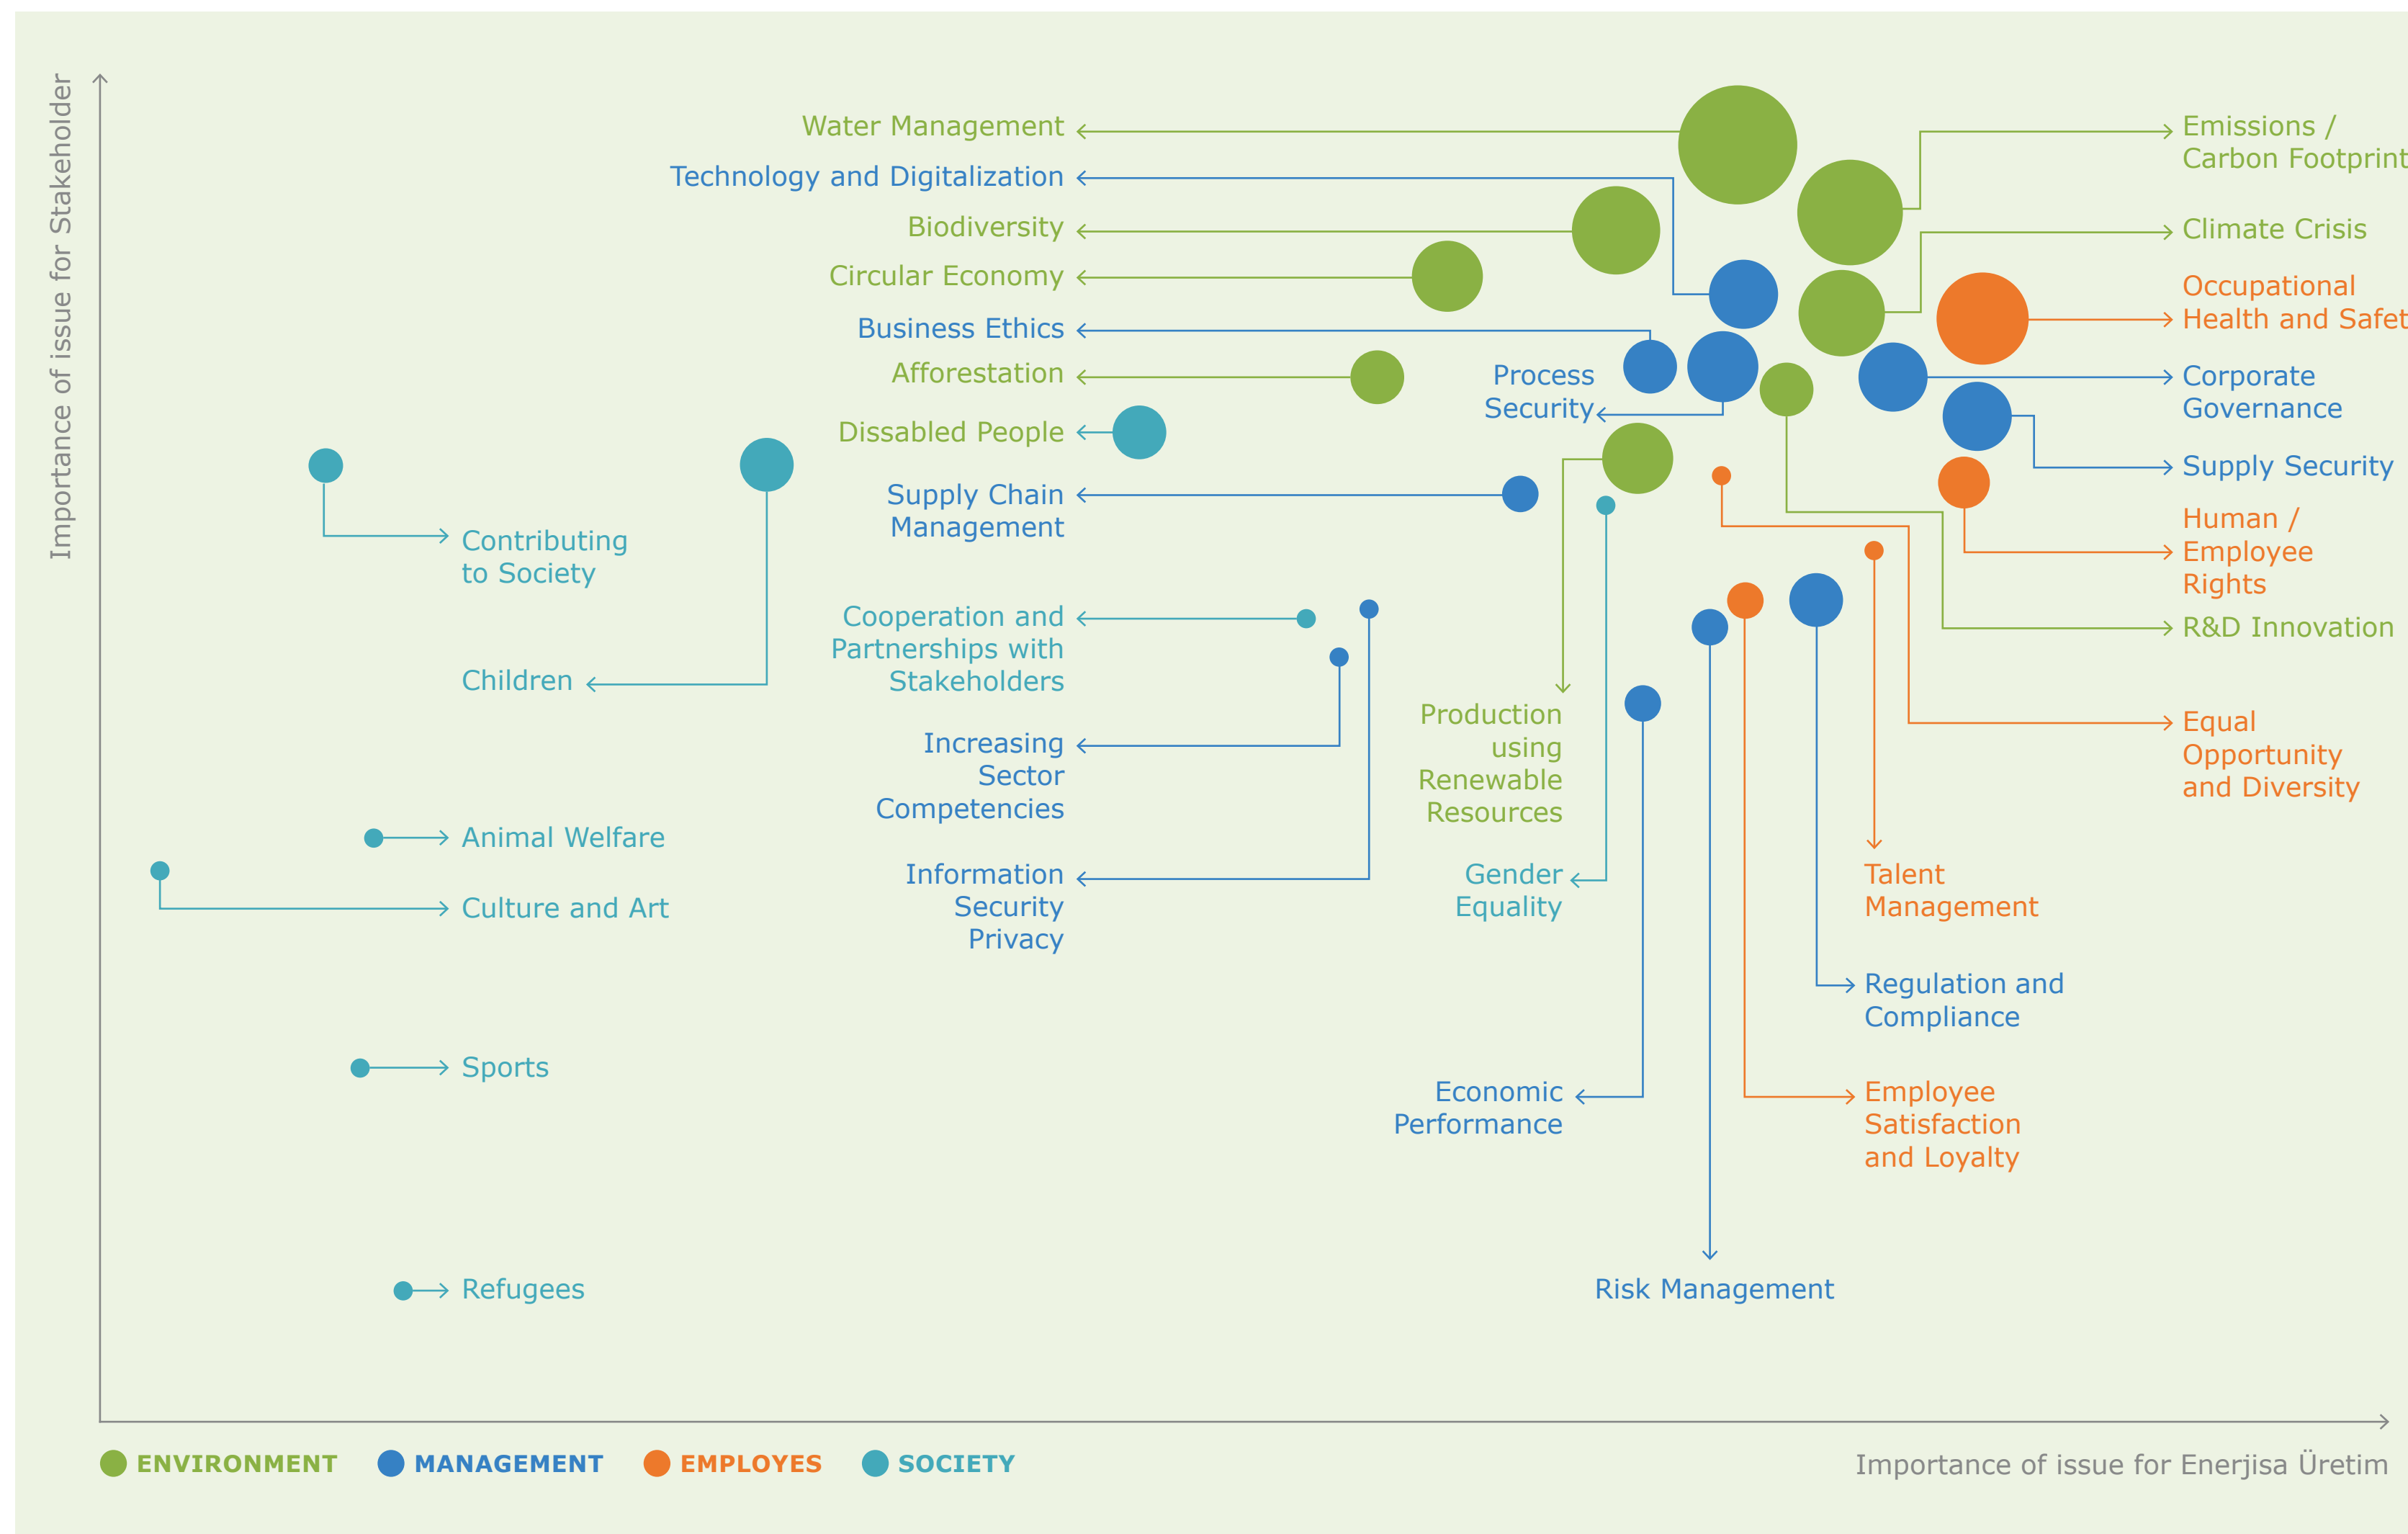 Importance of issue for Stakeholder
Water Management
Technology and Digitalization
Biodiversity
Circular Economy
Business Ethics
Afforestation
Dissabled People
Supply Chain
Management
Cooperation and
Partnerships with
Stakeholders
Increasing
Sector
Competencies
Information
Security
Privacy
Contributing
to Society
Children
Animal Welfare
Culture and Art
Sports
Refugees
Process
Security
Production
using
Renewable
Resources
Gender
Equality
Economic
Performance
Risk Management
Emissions /
Carbon Footprint
Climate Crisis
Occupational
Health and Safet
Corporate
Governance
Supply Security
Human /
Employee
Rights
R&D Innovation
Equal
Opportunity
and Diversity
Talent
Management
Regulation and
Compliance
Employee
Satisfaction
and Loyalty
ENVIRONMENT
MANAGEMENT
EMPLOYES
SOCIETY
Importance of issue for Enerjisa Üretim